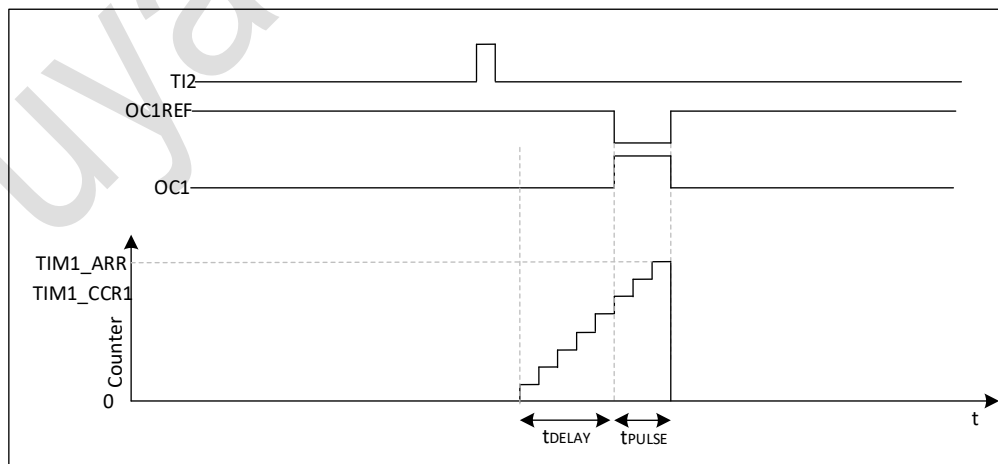 TI2
OC1REF
OC1
TIM1_ARR
TIM1_CCR1
Counter
0
t
tDELAY
tPULSE